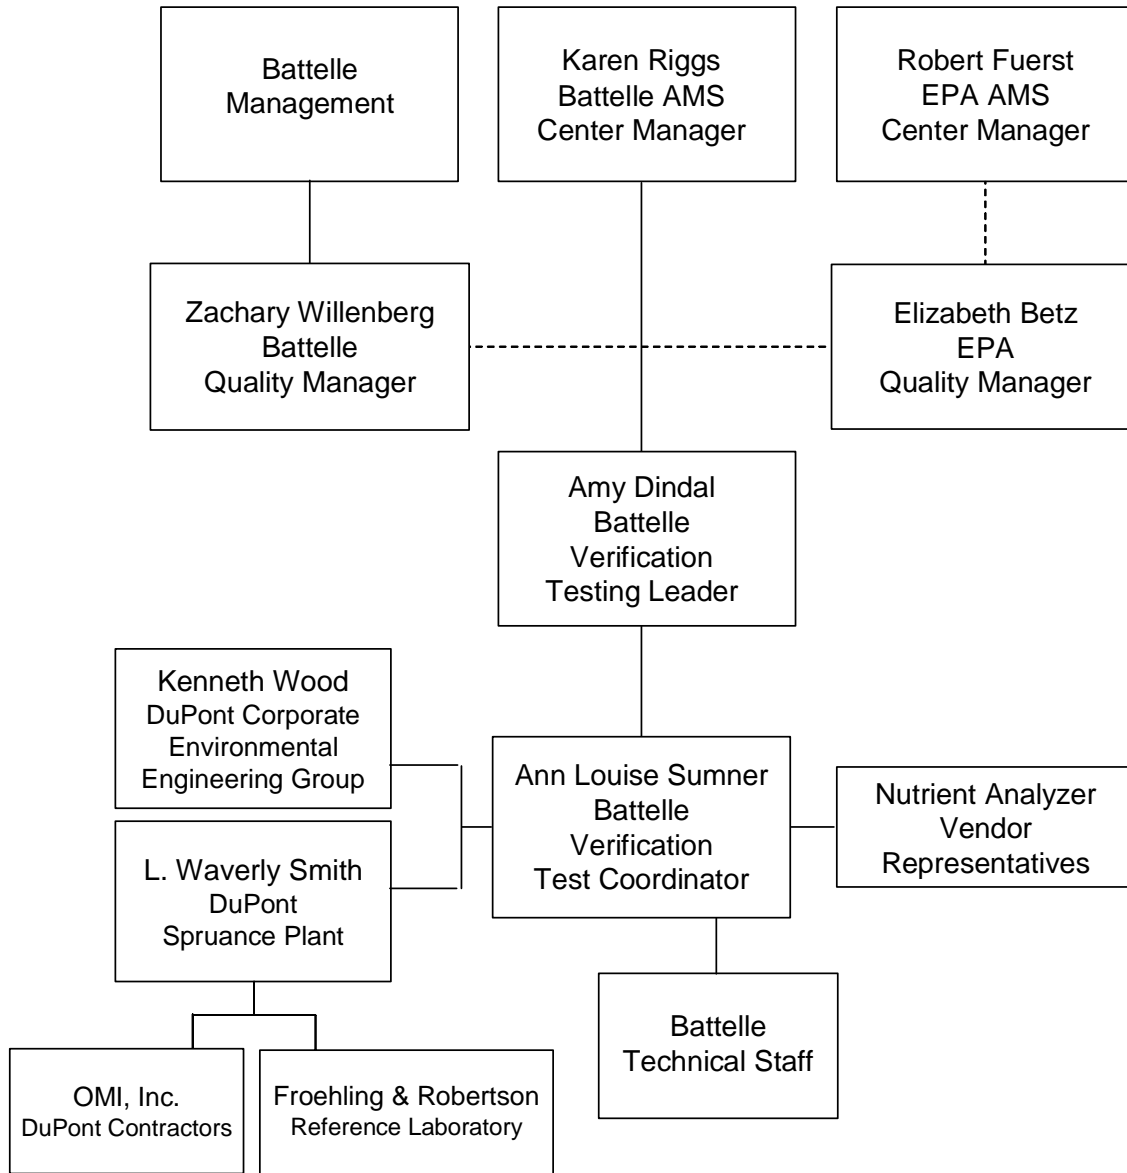 Battelle
Management
Karen Riggs
Battelle AMS
Center Manager
Robert Fuerst
EPA AMS
Center Manager
Zachary Willenberg
Battelle
Quality Manager
Elizabeth Betz
EPA
Quality Manager
Amy Dindal
Battelle
Verification
Testing Leader
Kenneth Wood
DuPont Corporate
Environmental
Engineering Group
Ann Louise Sumner
Battelle
Verification
Test Coordinator
Nutrient Analyzer
Vendor
Representatives
L. Waverly Smith
DuPont
Spruance Plant
Battelle
Technical Staff
OMI, Inc.
DuPont Contractors
Froehling & Robertson
Reference Laboratory